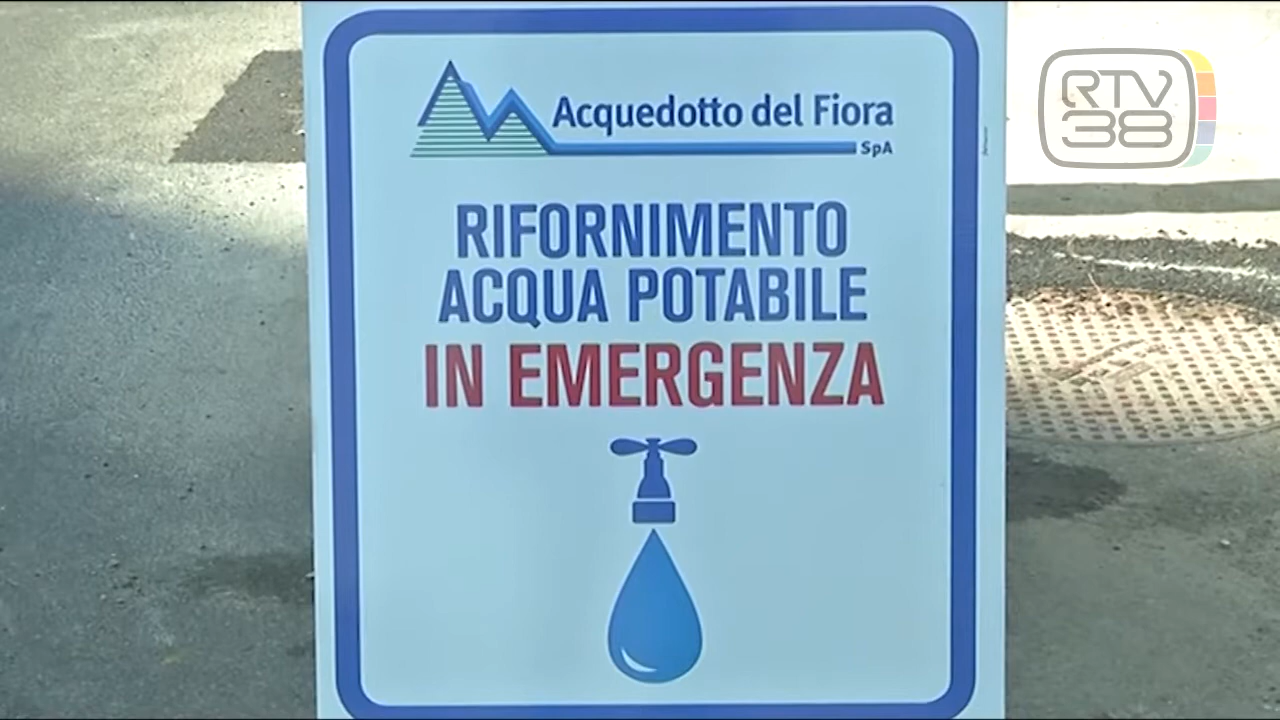 Acquedotto del Fiora
SpA
RTV
38
RIFORNIMENTO
ACQUA POTABILE
IN EMERGENZA